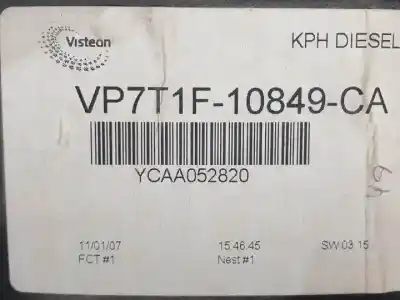 Visteon
KPH DIESEL
VP7T1F-10849-CA
YCAA052820
11/01/07 15:46:45 SW:03.15
FCT #1 Nest #1